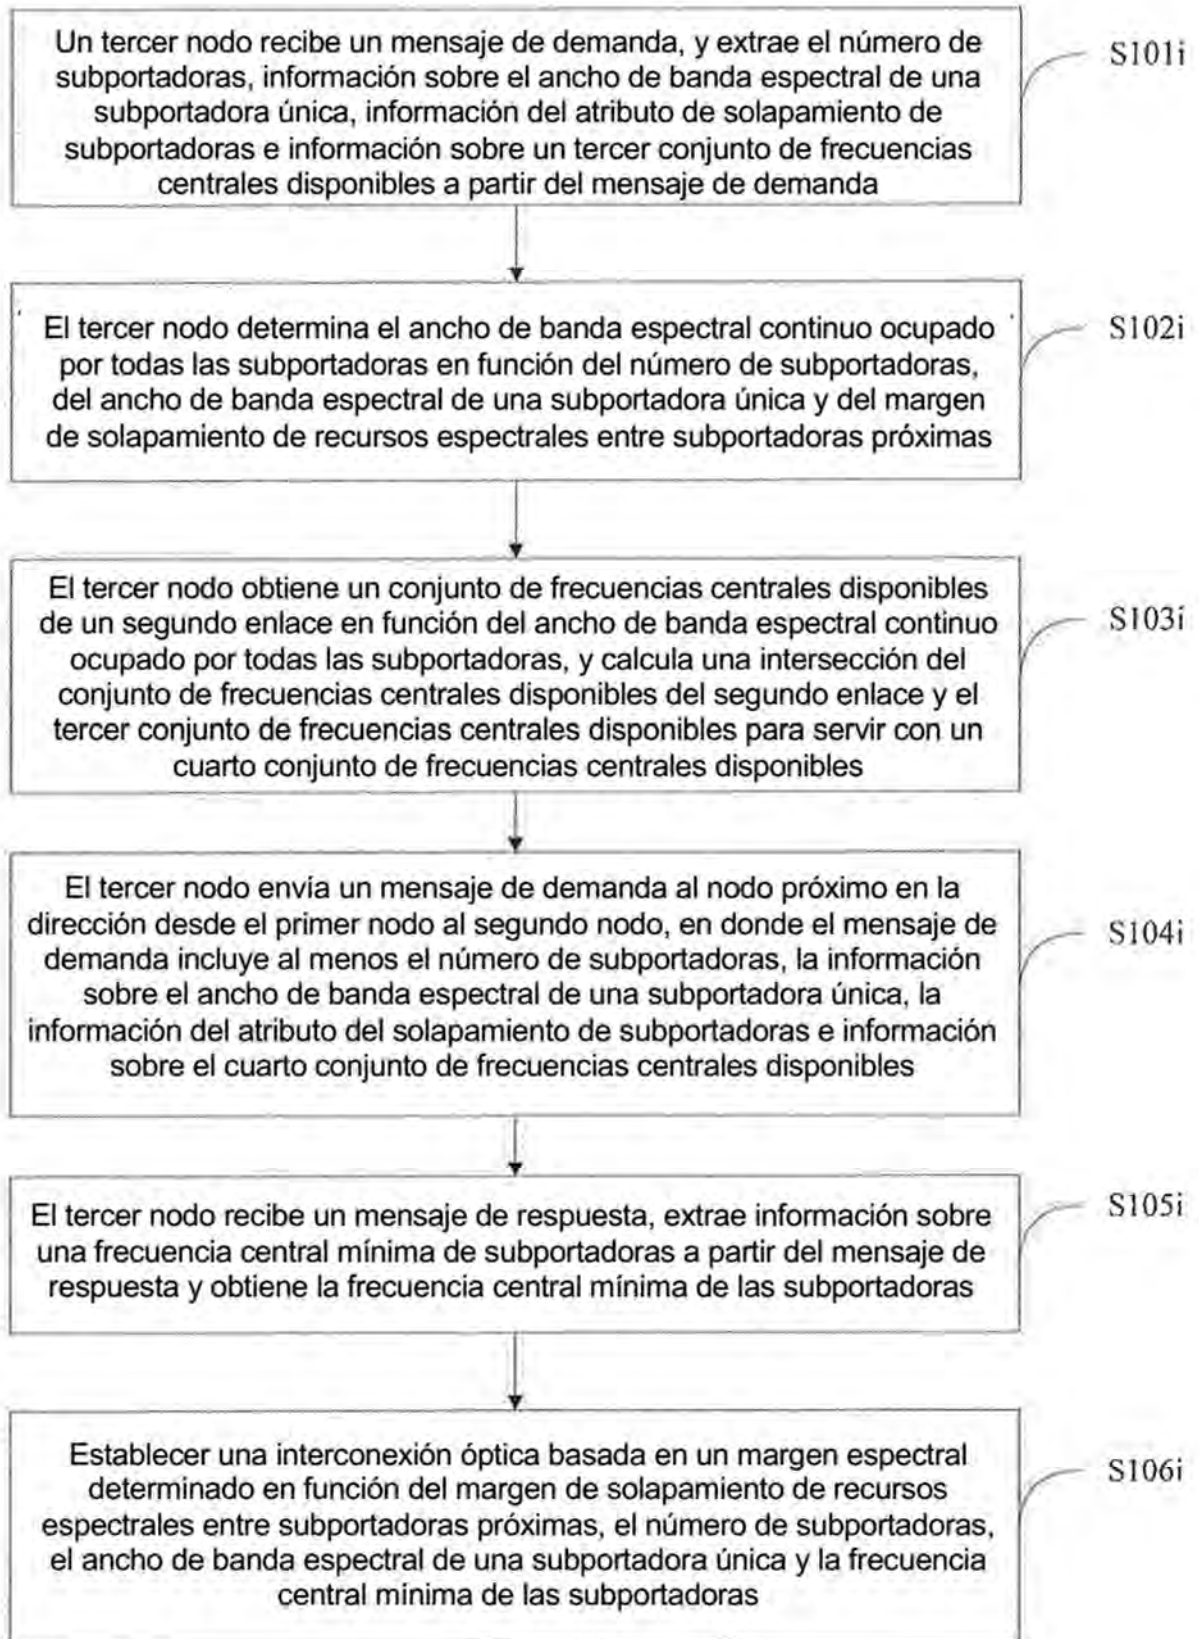 Un tercer nodo recibe un mensaje de demanda, y extrae el número de
subportadoras, información sobre el ancho de banda espectral de una
subportadora única, información del atributo de solapamiento de
subportadoras e información sobre un tercer conjunto de frecuencias
centrales disponibles a partir del mensaje de demanda
S101i
El tercer nodo determina el ancho de banda espectral continuo ocupado
por todas las subportadoras en función del número de subportadoras,
del ancho de banda espectral de una subportadora única y del margen
de solapamiento de recursos espectrales entre subportadoras próximas
S102i
El tercer nodo obtiene un conjunto de frecuencias centrales disponibles
de un segundo enlace en función del ancho de banda espectral continuo
ocupado por todas las subportadoras, y calcula una intersección del
conjunto de frecuencias centrales disponibles del segundo enlace y el
tercer conjunto de frecuencias centrales disponibles para servir con un
cuarto conjunto de frecuencias centrales disponibles
S103i
El tercer nodo envía un mensaje de demanda al nodo próximo en la
dirección desde el primer nodo al segundo nodo, en donde el mensaje de
demanda incluye al menos el número de subportadoras, la información
sobre el ancho de banda espectral de una subportadora única, la
información del atributo del solapamiento de subportadoras e información
sobre el cuarto conjunto de frecuencias centrales disponibles
S104i
El tercer nodo recibe un mensaje de respuesta, extrae información sobre
una frecuencia central mínima de subportadoras a partir del mensaje de
respuesta y obtiene la frecuencia central mínima de las subportadoras
S105i
Establecer una interconexión óptica basada en un margen espectral
determinado en función del margen de solapamiento de recursos
espectrales entre subportadoras próximas, el número de subportadoras,
el ancho de banda espectral de una subportadora única y la frecuencia
central mínima de las subportadoras
S106i